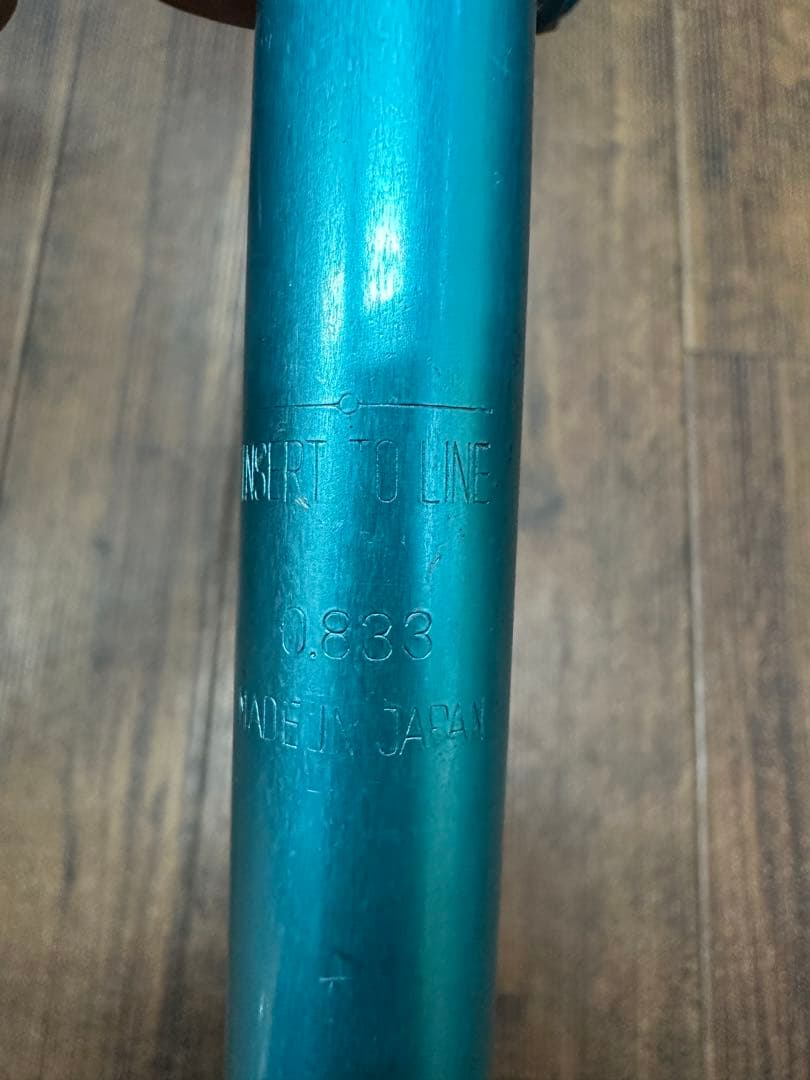 INSERT TO LINE
0.833
MADE IN JAPAN